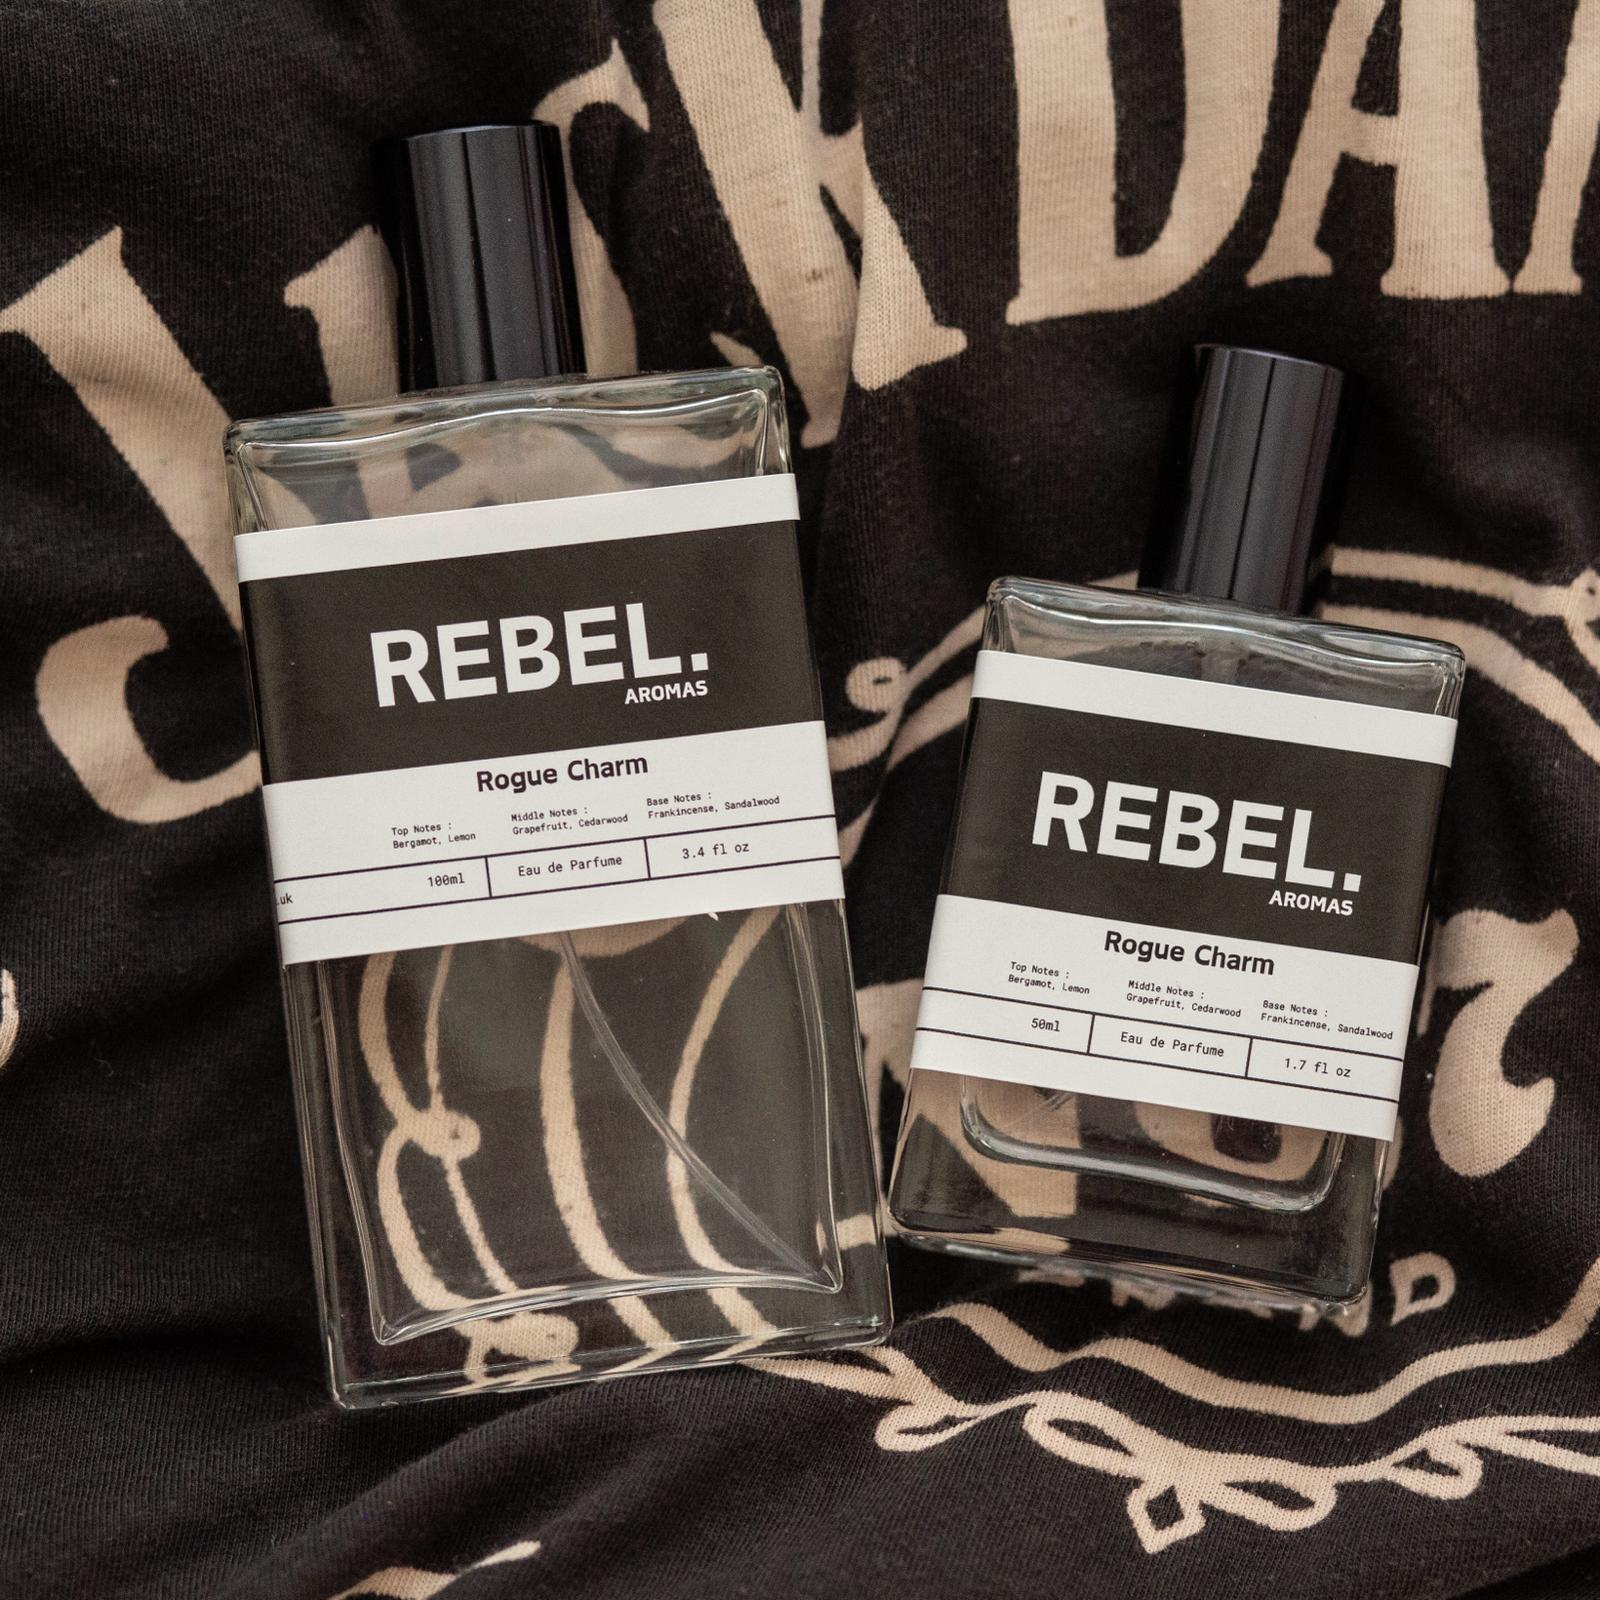 JACK DAN
REBEL.
AROMAS
Rogue Charm
Top Notes :
Bergamot, Lemon
Middle Notes :
Grapefruit, Cedarwood
Base Notes :
Frankincense, Sandalwood
.uk
100ml
Eau de Parfume
3.4 fl oz
REBEL.
AROMAS
Rogue Charm
Top Notes :
Bergamot, Lemon
Middle Notes :
Grapefruit, Cedarwood
Base Notes :
Frankincense, Sandalwood
50ml
Eau de Parfume
1.7 fl oz